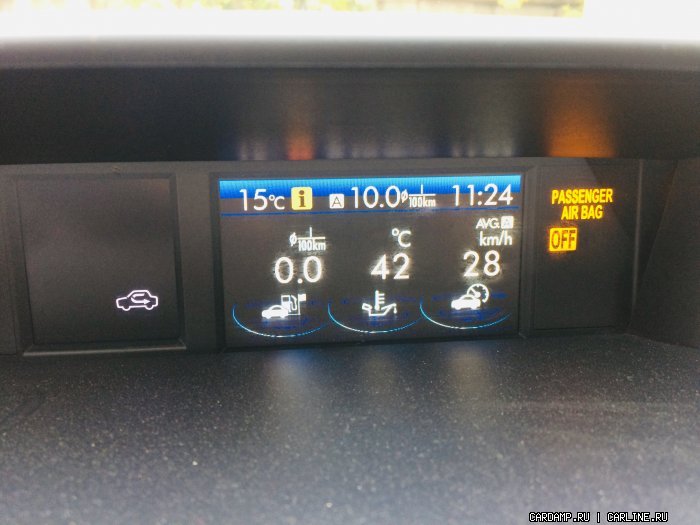 15°C i A 10.0 ø l/100km 11:24
PASSENGER
AIR BAG
OFF
ø l/100km °C AVG. A km/h
0.0 42 28
CARDAMP.RU | CARLINE.RU